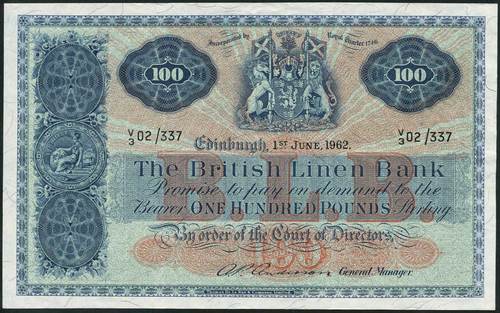 Incorporated by Royal Charter 1746
100 100
V/3 02/337 V/3 02/337
Edinburgh, 1ST JUNE, 1962.
The British Linen Bank
Promise to pay on demand to the
Bearer ONE HUNDRED POUNDS Sterling
B.L.B.
By order of the Court of Directors,
100
General Manager.